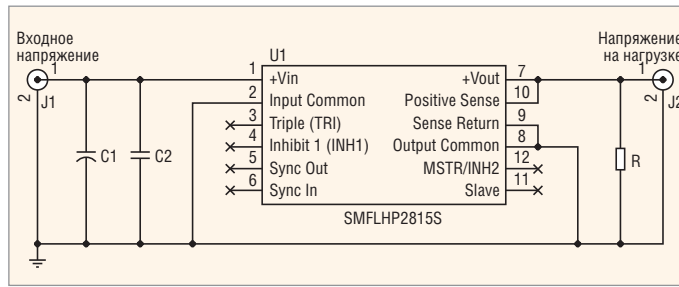 Входное
напряжение
Напряжение
на нагрузке
1
2
J1
C1
C2
U1
1 +Vin
2 Input Common
3 Triple (TRI)
4 Inhibit 1 (INH1)
5 Sync Out
6 Sync In
+Vout 7
Positive Sense 10
Sense Return 9
Output Common 8
MSTR/INH2 12
Slave 11
SMFLHP2815S
R
1
2
J2